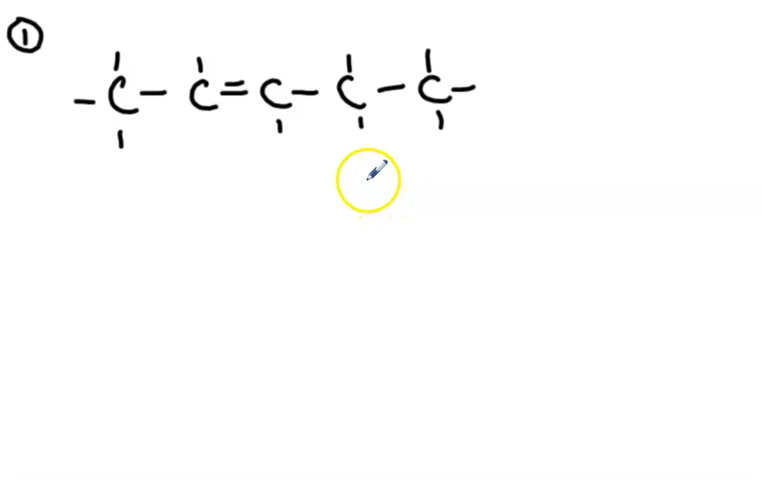 ①
- C - C = C - C - C -